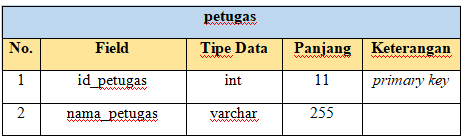 petugas
No. Field Tipe Data Panjang Keterangan
1 id_petugas int 11 primary key
2 nama_petugas varchar 255